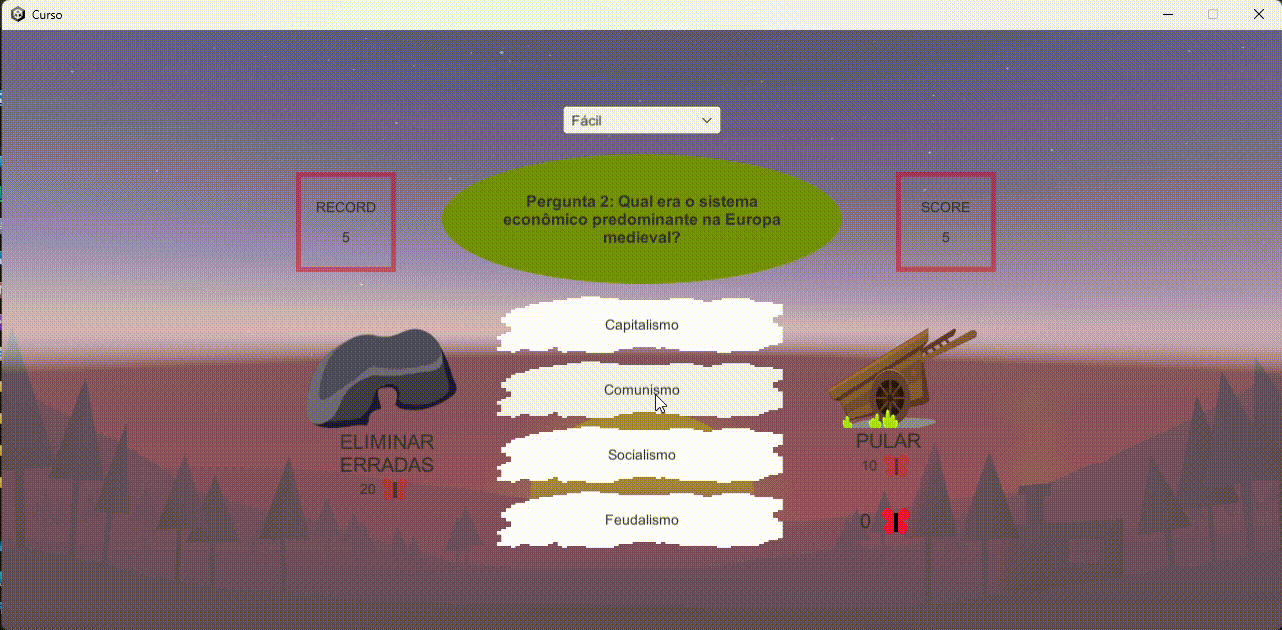 Curso
Fácil
RECORD
5
Pergunta 2: Qual era o sistema
econômico predominante na Europa
medieval?
SCORE
5
Capitalismo
Comunismo
Socialismo
Feudalismo
ELIMINAR
ERRADAS
20
PULAR
10
0